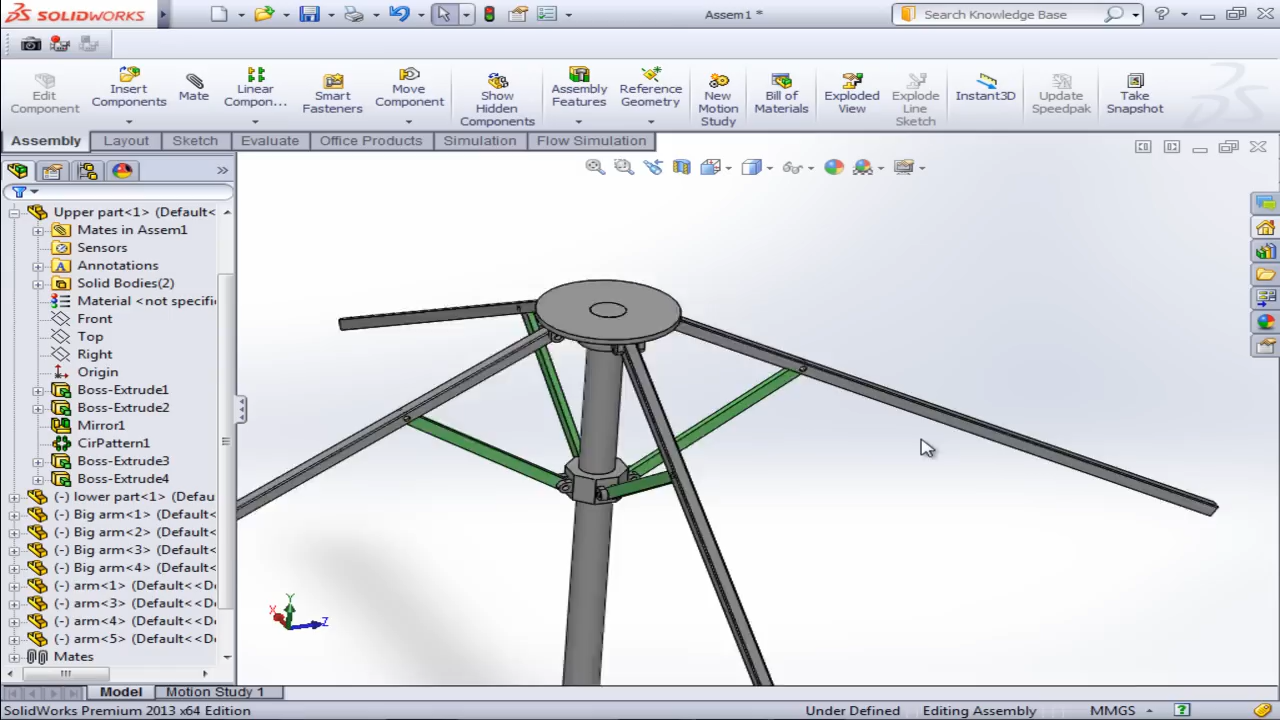 SOLIDWORKS
Assem1 *
Search Knowledge Base
Edit Component
Insert Components
Mate
Linear Compon...
Smart Fasteners
Move Component
Show Hidden Components
Assembly Features
Reference Geometry
New Motion Study
Bill of Materials
Exploded View
Explode Line Sketch
Instant3D
Update Speedpak
Take Snapshot
Assembly
Layout
Sketch
Evaluate
Office Products
Simulation
Flow Simulation
Upper part<1> (Default<
Mates in Assem1
Sensors
Annotations
Solid Bodies(2)
Material <not specifi
Front
Top
Right
Origin
Boss-Extrude1
Boss-Extrude2
Mirror1
CirPattern1
Boss-Extrude3
Boss-Extrude4
(-) lower part<1> (Defau
(-) Big arm<1> (Default<
(-) Big arm<2> (Default<
(-) Big arm<3> (Default<
(-) Big arm<4> (Default<
(-) arm<1> (Default<<D
(-) arm<3> (Default<<D
(-) arm<4> (Default<<D
(-) arm<5> (Default<<D
Mates
Y
X
Z
Model
Motion Study 1
SolidWorks Premium 2013 x64 Edition
Under Defined
Editing Assembly
MMGS